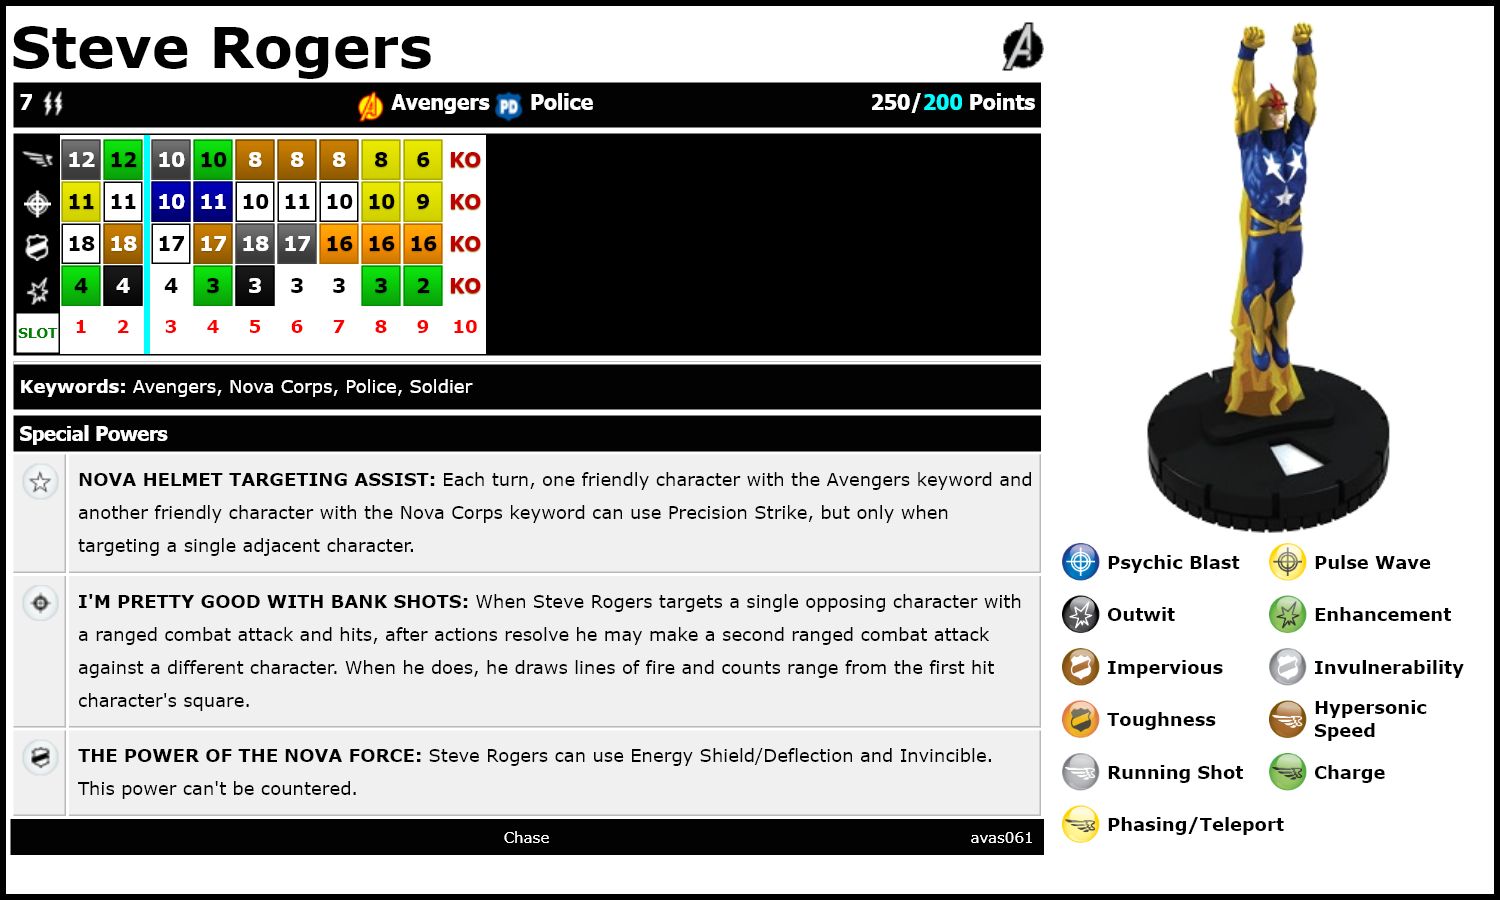 Steve Rogers
7 Avengers PD Police 250/200 Points
12 12 10 10 8 8 8 8 6 KO
11 11 10 11 10 11 10 10 9 KO
18 18 17 17 18 17 16 16 16 KO
4 4 4 3 3 3 3 3 2 KO
SLOT 1 2 3 4 5 6 7 8 9 10
Keywords: Avengers, Nova Corps, Police, Soldier
Special Powers
NOVA HELMET TARGETING ASSIST: Each turn, one friendly character with the Avengers keyword and
another friendly character with the Nova Corps keyword can use Precision Strike, but only when
targeting a single adjacent character.
I'M PRETTY GOOD WITH BANK SHOTS: When Steve Rogers targets a single opposing character with
a ranged combat attack and hits, after actions resolve he may make a second ranged combat attack
against a different character. When he does, he draws lines of fire and counts range from the first hit
character's square.
THE POWER OF THE NOVA FORCE: Steve Rogers can use Energy Shield/Deflection and Invincible.
This power can't be countered.
Chase avas061
Psychic Blast Pulse Wave
Outwit Enhancement
Impervious Invulnerability
Toughness Hypersonic
Speed
Running Shot Charge
Phasing/Teleport